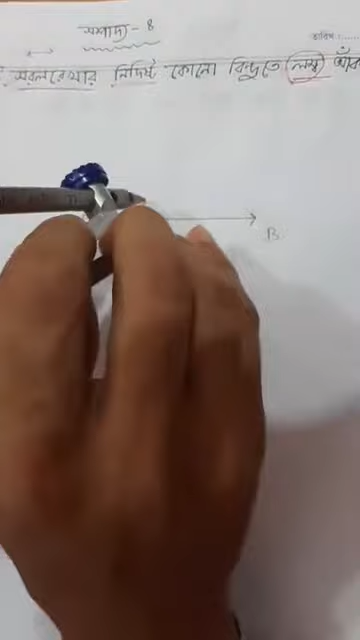 সম্পাদ্য - ৪
তারিখ :......
সরলরেখার নির্দিষ্ট কোনো বিন্দুতে লম্ব আঁক
B